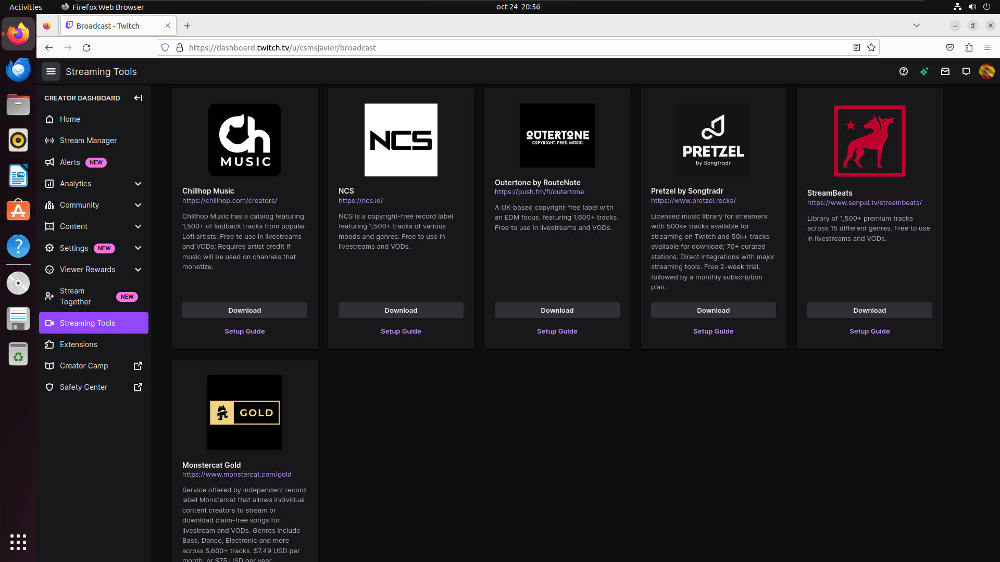 Activities
Firefox Web Browser
oct 24 20:56
Broadcast - Twitch
https://dashboard.twitch.tv/u/csmsjavier/broadcast
Streaming Tools
CREATOR DASHBOARD
Home
Stream Manager
Alerts NEW
Analytics
Community
Content
Settings NEW
Viewer Rewards
Stream
Together NEW
Streaming Tools
Extensions
Creator Camp
Safety Center
Ch
MUSIC
Chillhop Music
https://chillhop.com/creators/
Chillhop Music has a catalog featuring
1,500+ of laidback tracks from popular
Lofi artists. Free to use in livestreams
and VODs; Requires artist credit if
music will be used on channels that
monetize.
Download
Setup Guide
NCS
NCS
https://ncs.io/
NCS is a copyright-free record label
featuring 1,500+ tracks of various
moods and genres. Free to use in
livestreams and VODs.
Download
Setup Guide
OUTERTONE
COPYRIGHT. FREE. MUSIC.
Outertone by RouteNote
https://push.fm/fl/outertone
A UK-based copyright-free label with
an EDM focus, featuring 1,600+ tracks.
Free to use in livestreams and VODs.
Download
Setup Guide
PRETZEL
by Songtradr
Pretzel by Songtradr
https://www.pretzel.rocks/
Licensed music library for streamers
with 500k+ tracks available for
streaming on Twitch and 50k+ tracks
available for download; 70+ curated
stations. Direct integrations with major
streaming tools. Free 2-week trial,
followed by a monthly subscription
plan.
Download
Setup Guide
StreamBeats
https://www.senpai.tv/streambeats/
Library of 1,500+ premium tracks
across 15 different genres. Free to use
in livestreams and VODs.
Download
Setup Guide
GOLD
Monstercat Gold
https://www.monstercat.com/gold
Service offered by independent record
label Monstercat that allows individual
content creators to stream or
download claim-free songs for
livestream and VODs. Genres include
Bass, Dance, Electronic and more
across 5,600+ tracks. $7.49 USD per
month, or $75 USD per year.